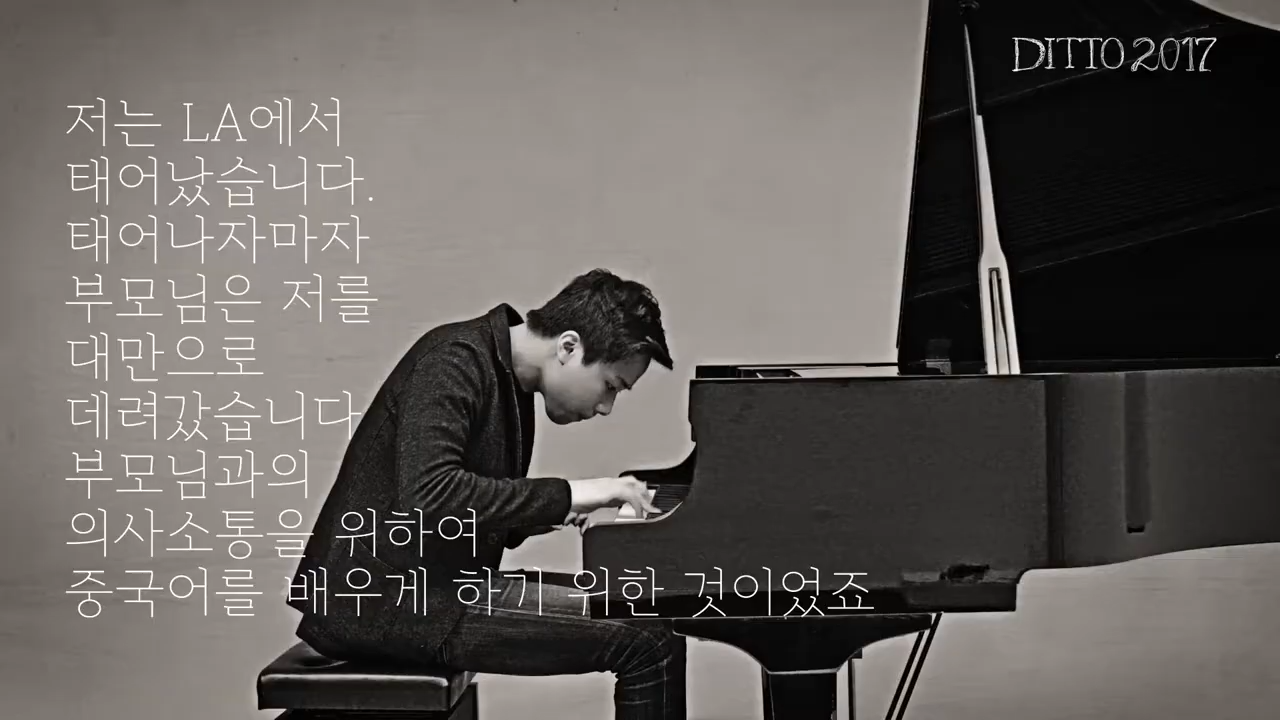 DITTO 2017
저는 LA에서
태어났습니다.
태어나자마자
부모님은 저를
대만으로
데려갔습니다
부모님과의
의사소통을 위하여
중국어를 배우게 하기 위한 것이었죠